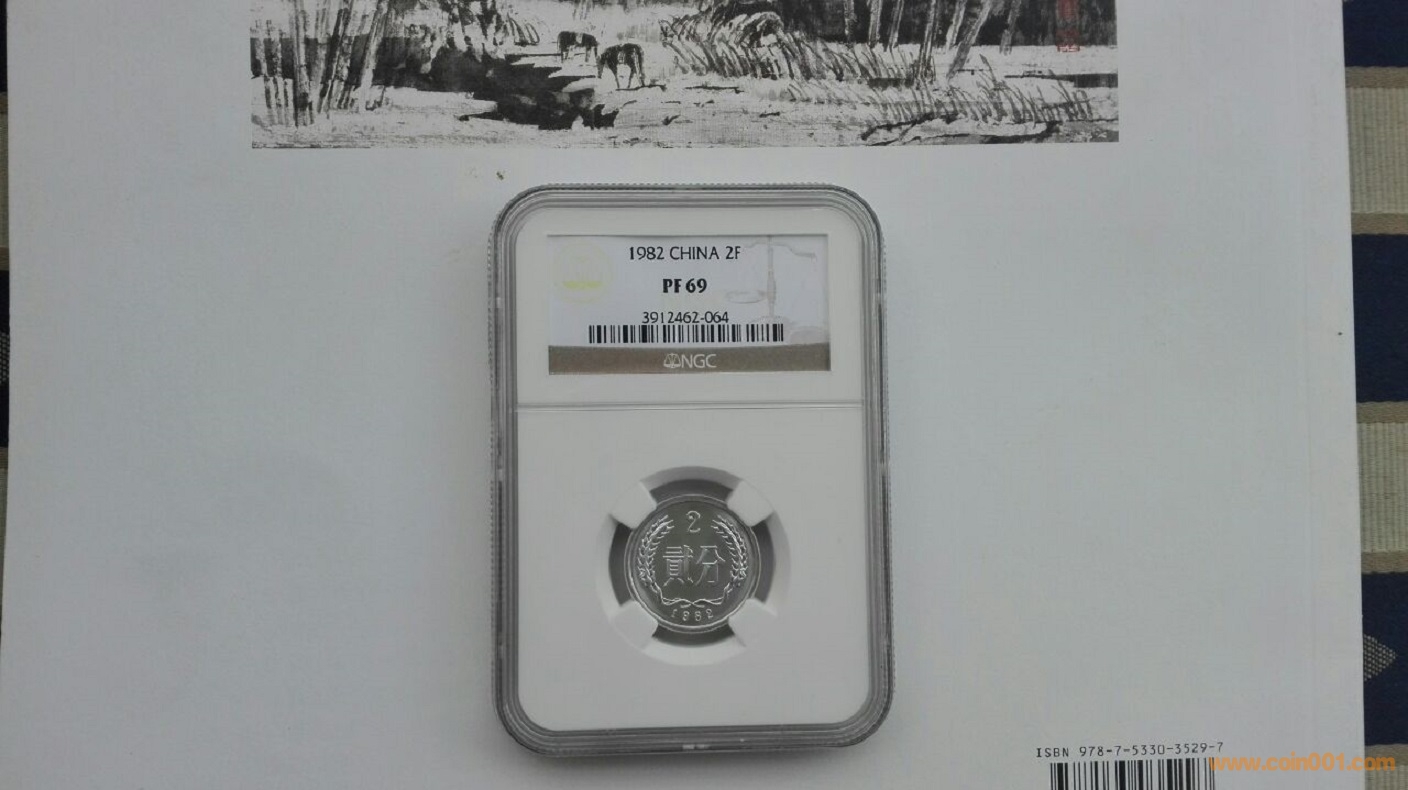 1982 CHINA 2F
PF 69
3912462-064
NGC
2
貳分
1982
ISBN 978-7-5330-3529-7
www.coin001.com